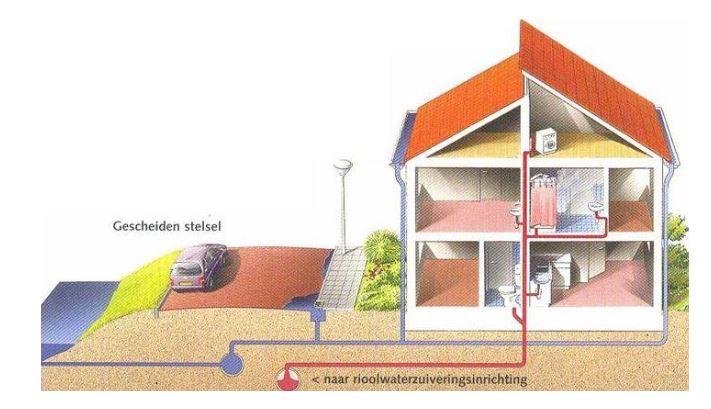 Gescheiden stelsel
< naar rioolwaterzuiveringsinrichting